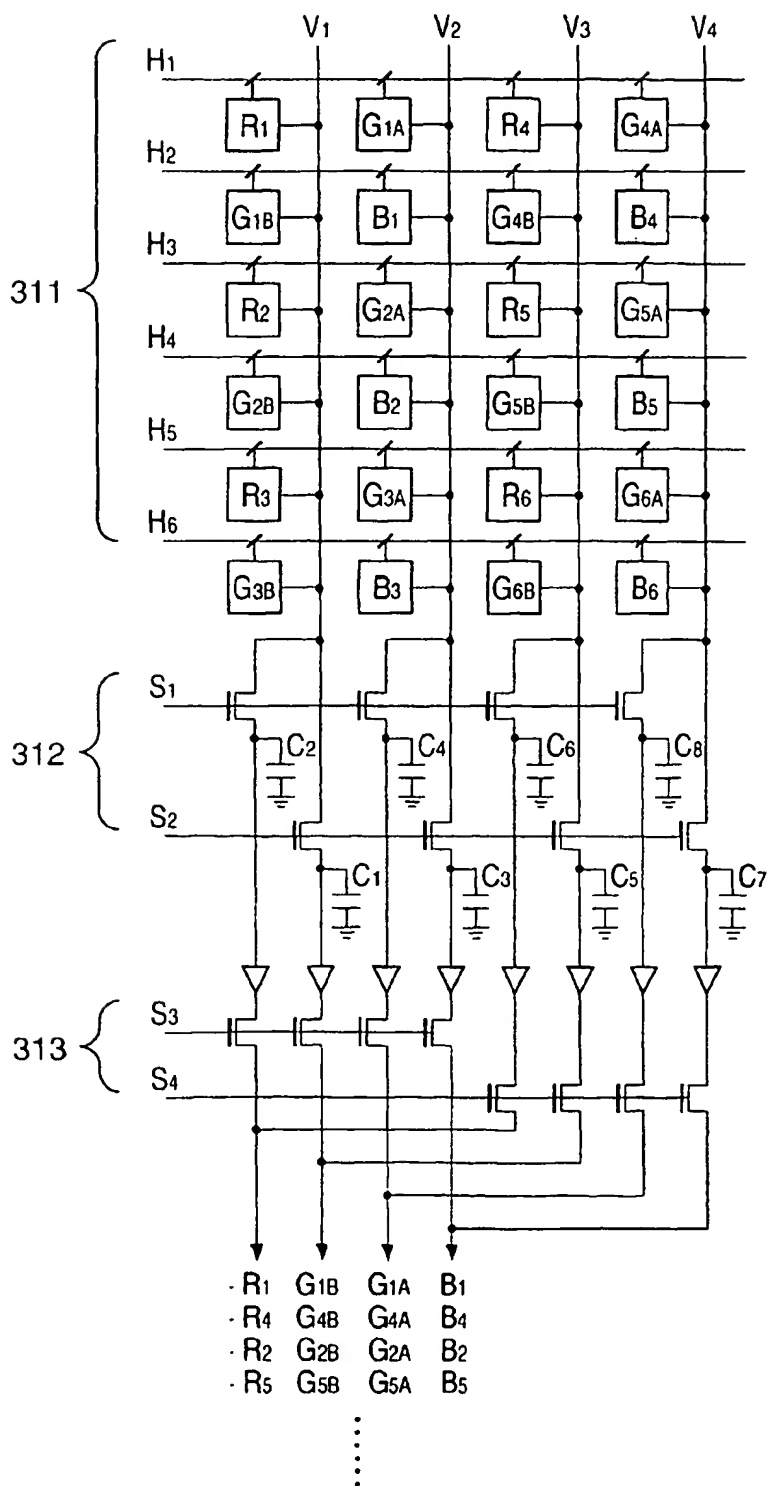 V1 V2 V3 V4
H1
R1 G1A R4 G4A
H2
G1B B1 G4B B4
H3
311
R2 G2A R5 G5A
H4
G2B B2 G5B B5
H5
R3 G3A R6 G6A
H6
G3B B3 G6B B6
S1
312
C2 C4 C6 C8
S2
C1 C3 C5 C7
S3
313
S4
R1 G1B G1A B1
R4 G4B G4A B4
R2 G2B G2A B2
R5 G5B G5A B5